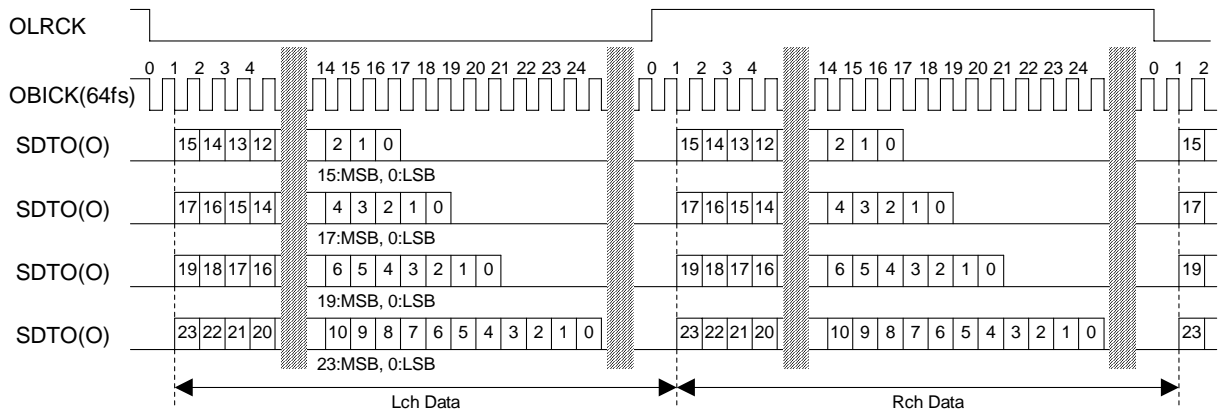 OLRCK
0 1 2 3 4 14 15 16 17 18 19 20 21 22 23 24 0 1 2 3 4 14 15 16 17 18 19 20 21 22 23 24 0 1 2
OBICK(64fs)
SDTO(O) 15 14 13 12 2 1 0 15 14 13 12 2 1 0 15
15:MSB, 0:LSB
SDTO(O) 17 16 15 14 4 3 2 1 0 17 16 15 14 4 3 2 1 0 17
17:MSB, 0:LSB
SDTO(O) 19 18 17 16 6 5 4 3 2 1 0 19 18 17 16 6 5 4 3 2 1 0 19
19:MSB, 0:LSB
SDTO(O) 23 22 21 20 10 9 8 7 6 5 4 3 2 1 0 23 22 21 20 10 9 8 7 6 5 4 3 2 1 0 23
23:MSB, 0:LSB
Lch Data Rch Data